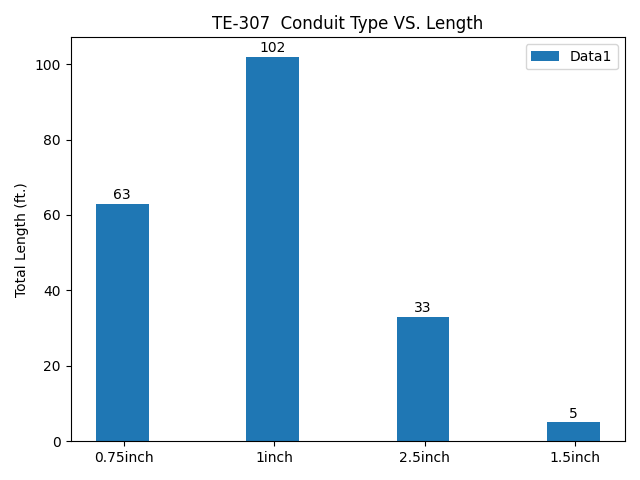 TE-307  Conduit Type VS. Length
Data1
Total Length (ft.)
100
80
60
40
20
0
63
102
33
5
0.75inch
1inch
2.5inch
1.5inch